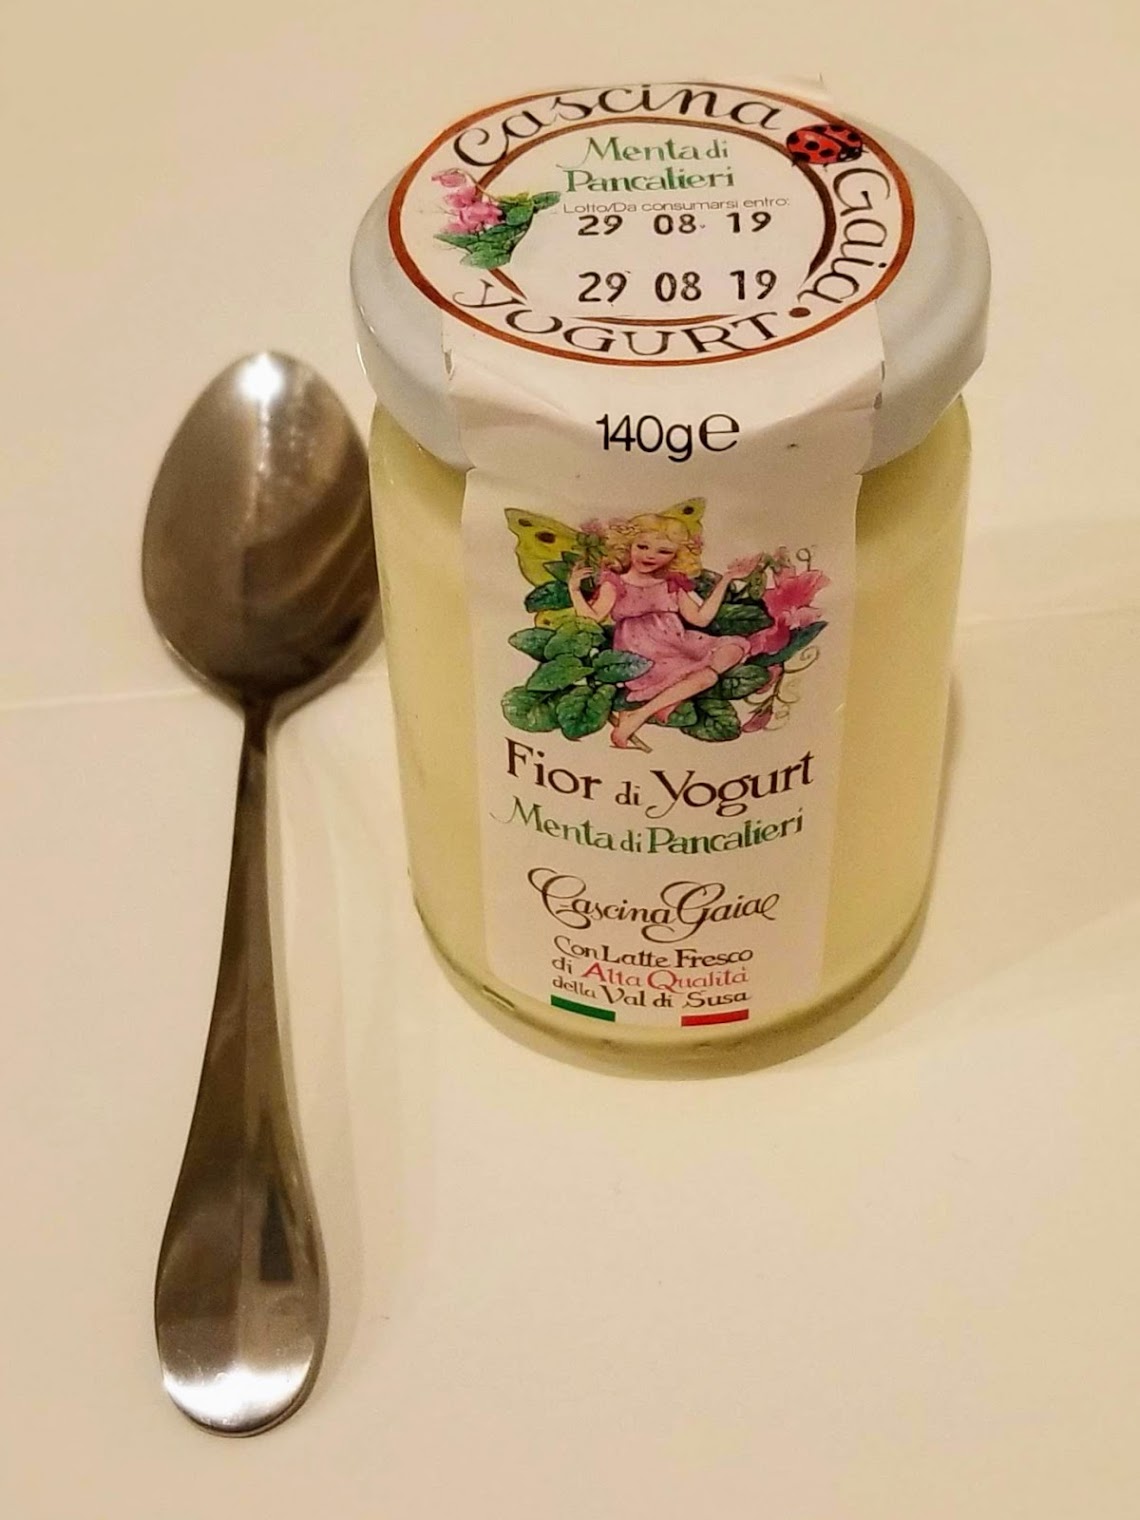 Cascina Gaia
Menta di
Pancalieri
Lotto/Da consumarsi entro:
29 08 19
29 08 19
YOGURT
140g e
Fior di Yogurt
Menta di Pancalieri
Cascina Gaia
Con Latte Fresco
di Alta Qualità
della Val di Susa